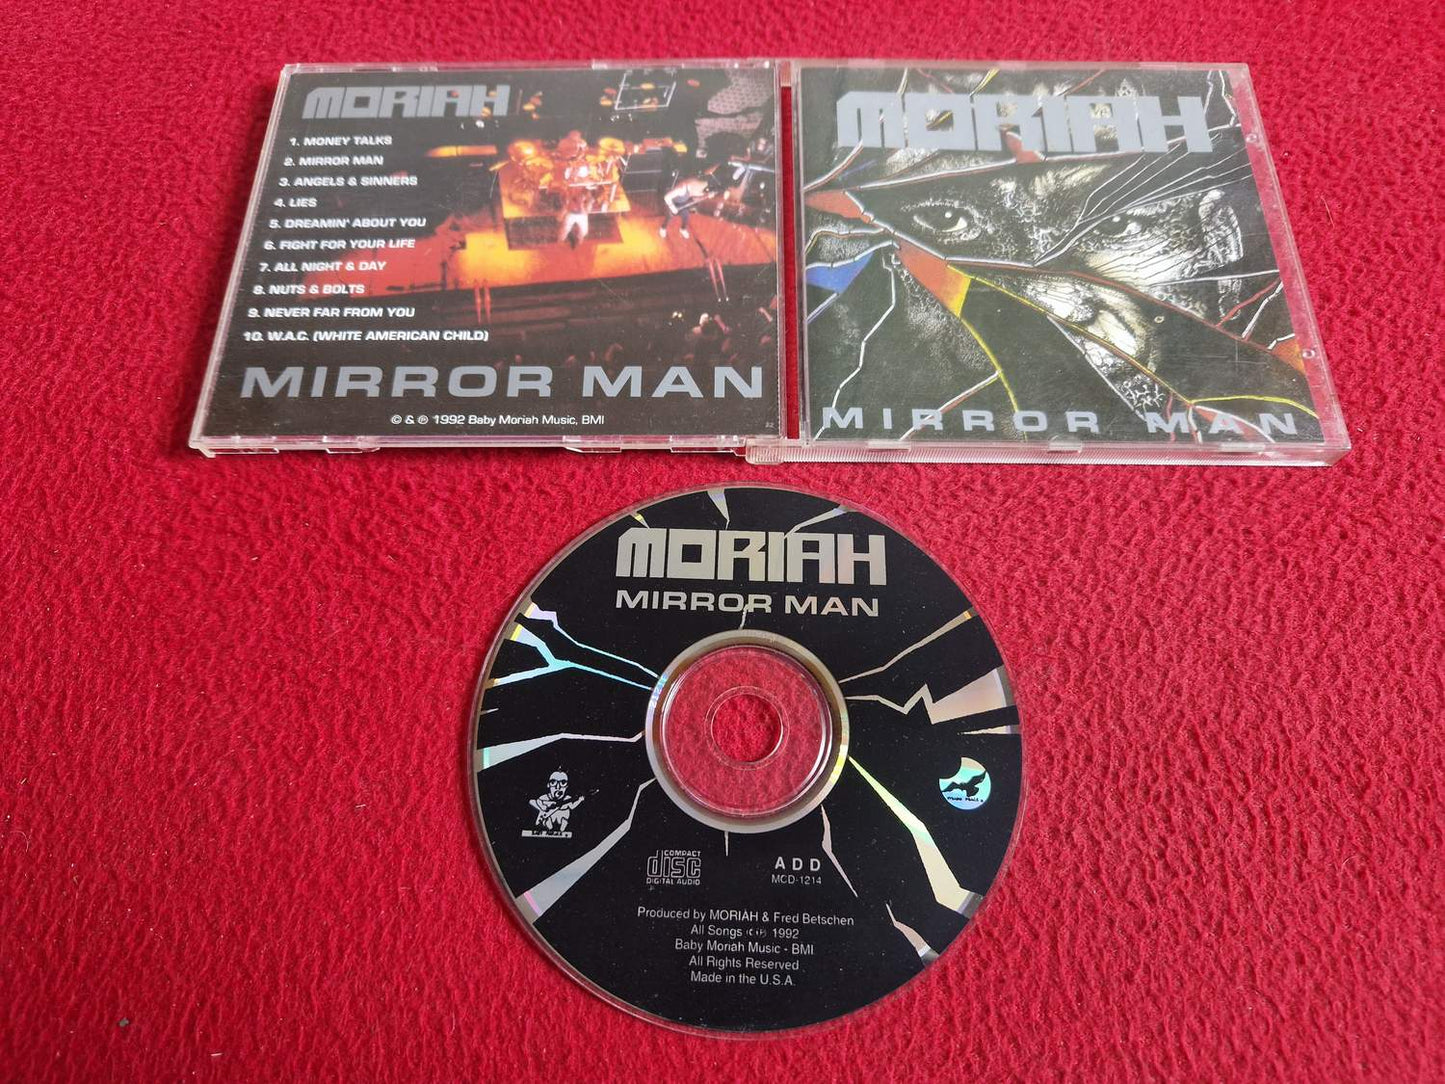 MORIAH
1. MONEY TALKS
2. MIRROR MAN
3. ANGELS & SINNERS
4. LIES
5. DREAMIN' ABOUT YOU
6. FIGHT FOR YOUR LIFE
7. ALL NIGHT & DAY
8. NUTS & BOLTS
9. NEVER FAR FROM YOU
10. W.A.C. (WHITE AMERICAN CHILD)
MIRROR MAN
© & ℗ 1992 Baby Moriah Music, BMI
MORIAH
MIRROR MAN
MORIAH
MIRROR MAN
COMPACT
disc
DIGITAL AUDIO
ADD
MCD-1214
Produced by MORIAH & Fred Betschen
All Songs ©℗ 1992
Baby Moriah Music - BMI
All Rights Reserved
Made in the U.S.A.